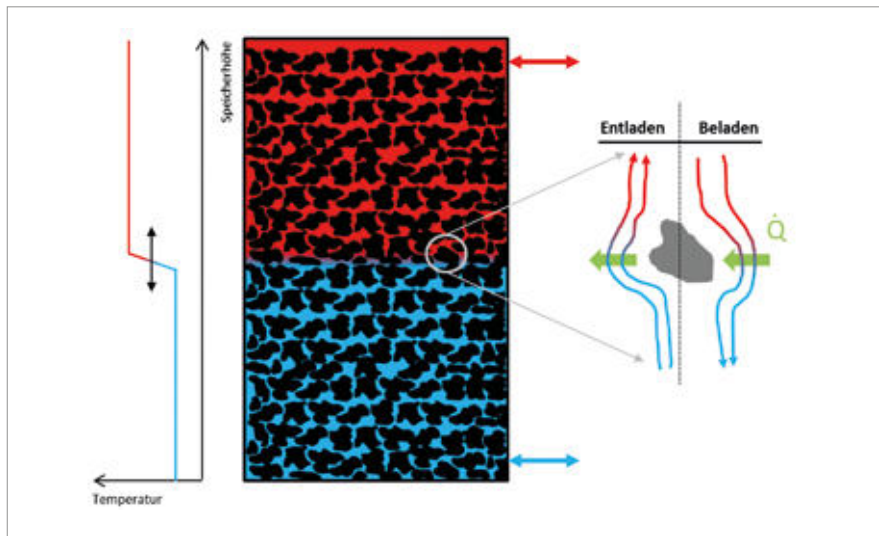 Speicherhöhe
Temperatur
Entladen
Beladen
Q̇